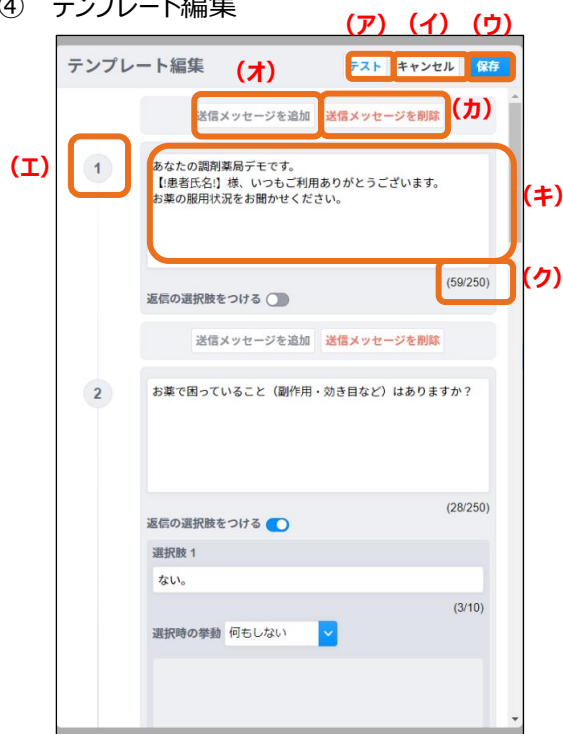 ④ テンプレート編集
(ア) (イ) (ウ)
テンプレート編集 (オ) テスト キャンセル 保存
送信メッセージを追加 送信メッセージを削除 (カ)
(エ) 1
あなたの調剤薬局デモです。
【!患者氏名!】様、いつもご利用ありがとうございます。
お薬の服用状況をお聞かせください。
(キ)
(59/250) (ク)
返信の選択肢をつける
送信メッセージを追加 送信メッセージを削除
2 お薬で困っていること（副作用・効き目など）はありますか？
(28/250)
返信の選択肢をつける
選択肢 1
ない。
(3/10)
選択時の挙動 何もしない